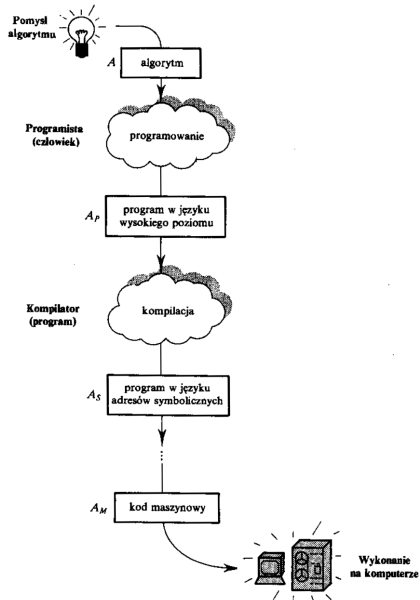 Pomysł
algorytmu
A
algorytm
Programista
(człowiek)
programowanie
A_P
program w języku
wysokiego poziomu
Kompilator
(program)
kompilacja
A_S
program w języku
adresów symbolicznych
A_M
kod maszynowy
Wykonanie
na komputerze